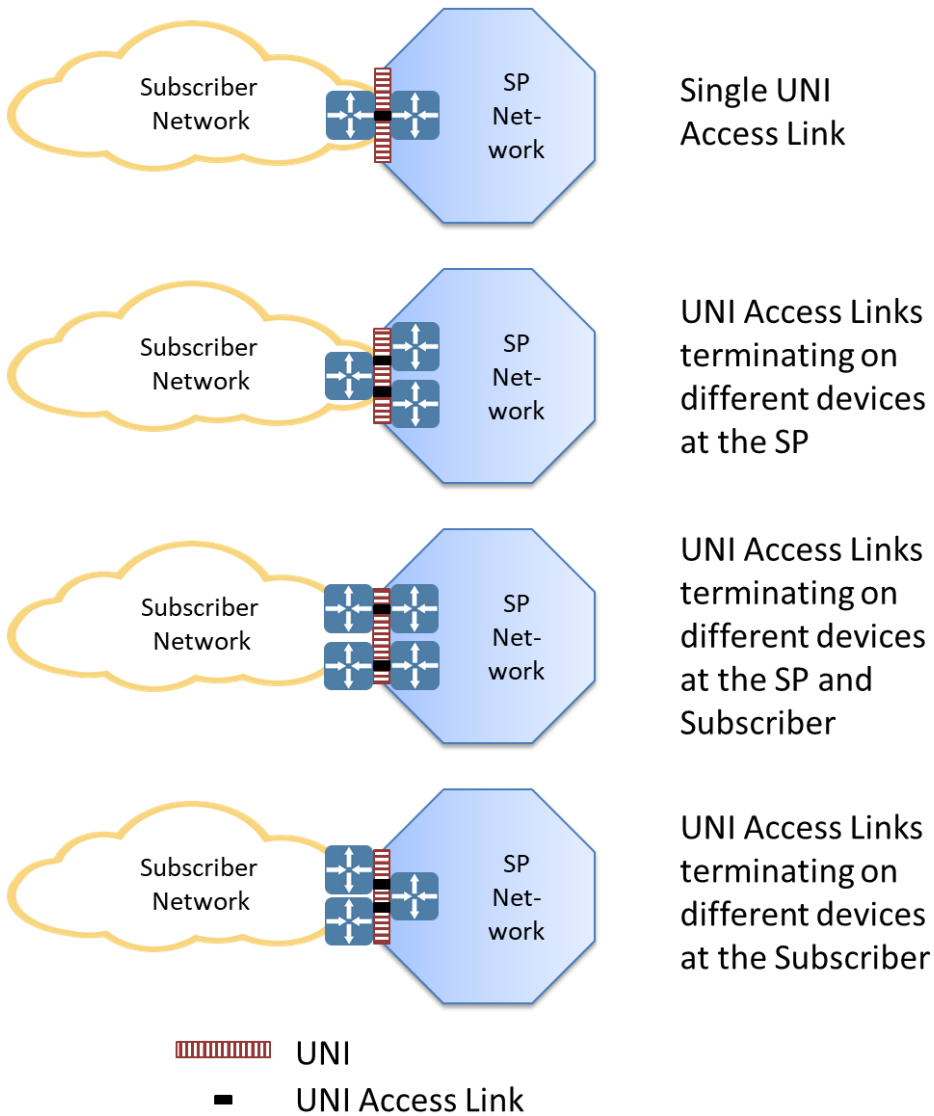 Subscriber
Network
SP
Net-
work
Single UNI
Access Link
Subscriber
Network
SP
Net-
work
UNI Access Links
terminating on
different devices
at the SP
Subscriber
Network
SP
Net-
work
UNI Access Links
terminating on
different devices
at the SP and
Subscriber
Subscriber
Network
SP
Net-
work
UNI Access Links
terminating on
different devices
at the Subscriber
UNI
UNI Access Link